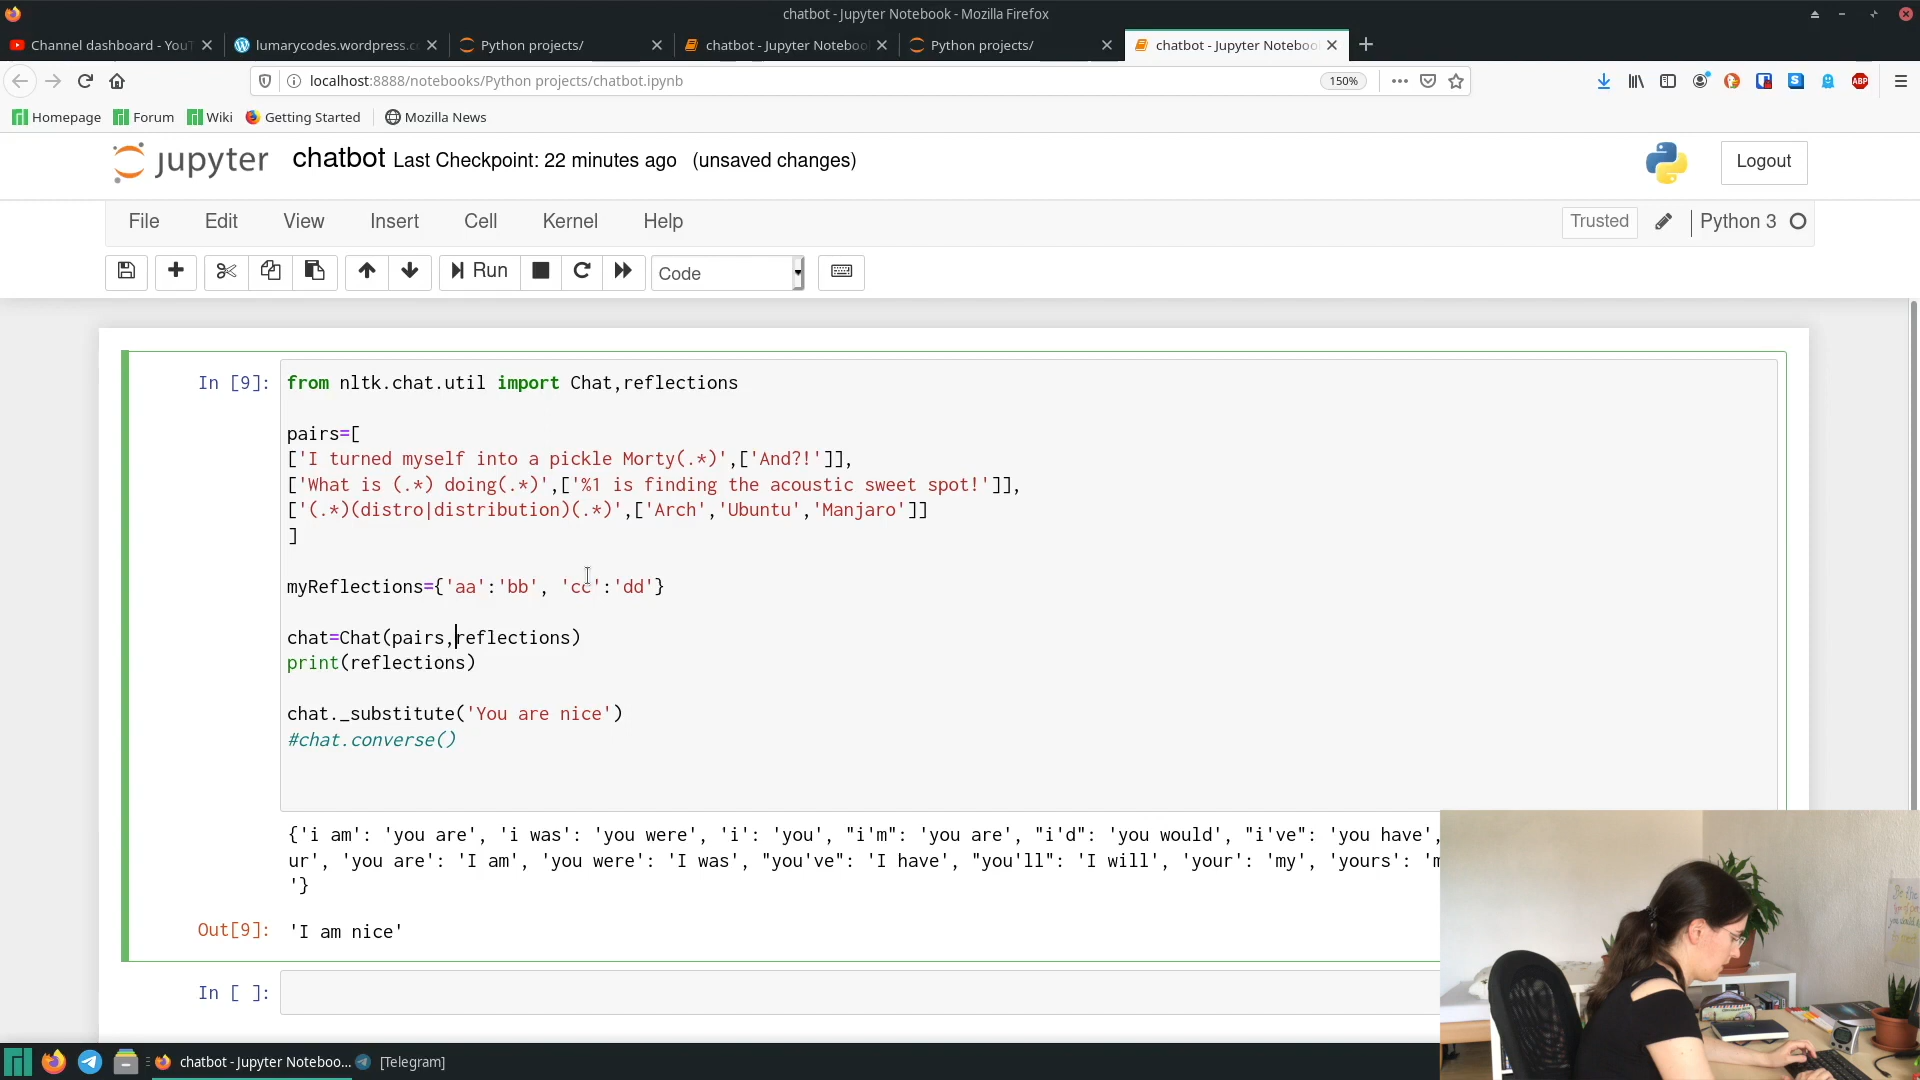 chatbot - Jupyter Notebook - Mozilla Firefox
Channel dashboard - YouT
lumarycodes.wordpress.c
Python projects/
chatbot - Jupyter Noteboo
Python projects/
chatbot - Jupyter Noteboo
localhost:8888/notebooks/Python projects/chatbot.ipynb
150%
ABP
Homepage
Forum
Wiki
Getting Started
Mozilla News
jupyter
chatbot Last Checkpoint: 22 minutes ago (unsaved changes)
Logout
File Edit View Insert Cell Kernel Help
Trusted
Python 3
Run
Code
In [9]:
from nltk.chat.util import Chat,reflections
pairs=[
['I turned myself into a pickle Morty(.*)',['And?!']],
['What is (.*) doing(.*)',['%1 is finding the acoustic sweet spot!']],
['(.*)(distro|distribution)(.*)',['Arch','Ubuntu','Manjaro']]
]
myReflections={'aa':'bb', 'cc':'dd'}
chat=Chat(pairs,reflections)
print(reflections)
chat._substitute('You are nice')
#chat.converse()
{'i am': 'you are', 'i was': 'you were', 'i': 'you', "i'm": 'you are', "i'd": 'you would', "i've": 'you have',
ur', 'you are': 'I am', 'you were': 'I was', "you've": 'I have', "you'll": 'I will', 'your': 'my', 'yours': 'm
'}
Out[9]: 'I am nice'
In [ ]:
chatbot - Jupyter Noteboo...
[Telegram]